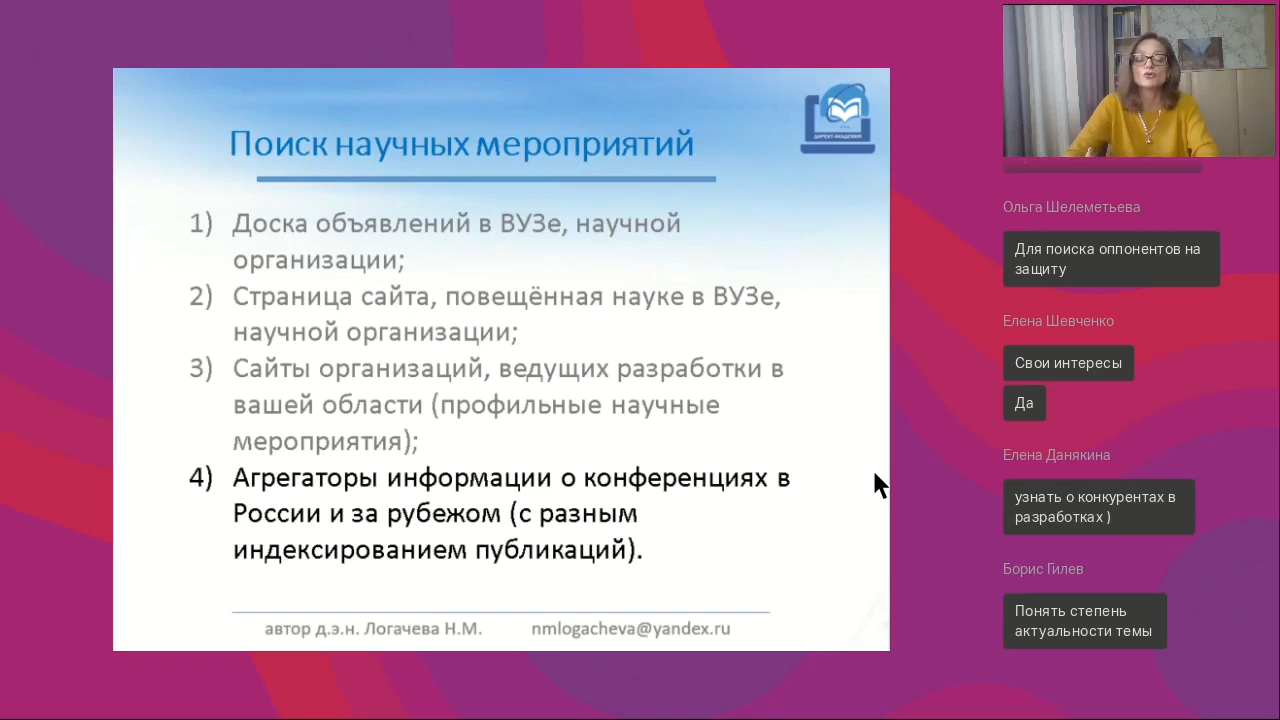 Поиск научных мероприятий
ДИРЕКТ-АКАДЕМИЯ
1) Доска объявлений в ВУЗе, научной
организации;
2) Страница сайта, повещённая науке в ВУЗе,
научной организации;
3) Сайты организаций, ведущих разработки в
вашей области (профильные научные
мероприятия);
4) Агрегаторы информации о конференциях в
России и за рубежом (с разным
индексированием публикаций).
автор д.э.н. Логачева Н.М. nmlogacheva@yandex.ru
Ольга Шелеметьева
Для поиска оппонентов на
защиту
Елена Шевченко
Свои интересы
Да
Елена Данякина
узнать о конкурентах в
разработках )
Борис Гилев
Понять степень
актуальности темы